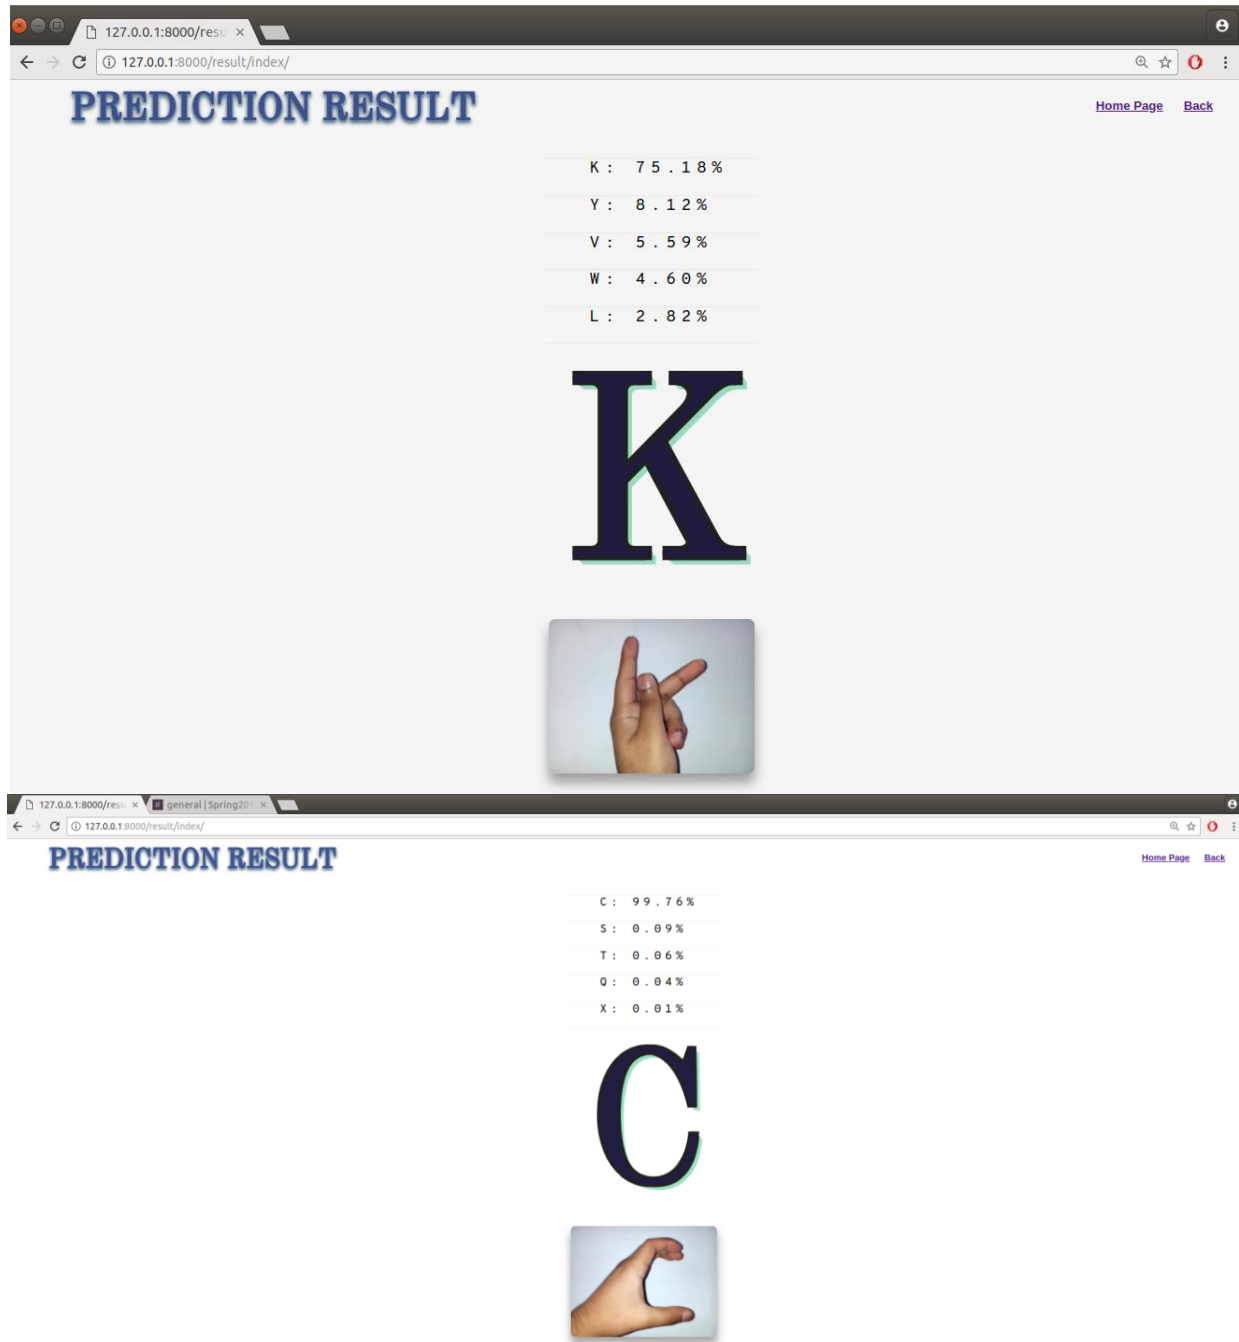 127.0.0.1:8000/resu
127.0.0.1:8000/result/index/
PREDICTION RESULT
Home Page Back
K: 75.18%
Y: 8.12%
V: 5.59%
W: 4.60%
L: 2.82%
K
127.0.0.1:8000/resu general | Spring201
127.0.0.1:8000/result/index/
PREDICTION RESULT
Home Page Back
C: 99.76%
S: 0.09%
T: 0.06%
Q: 0.04%
X: 0.01%
C